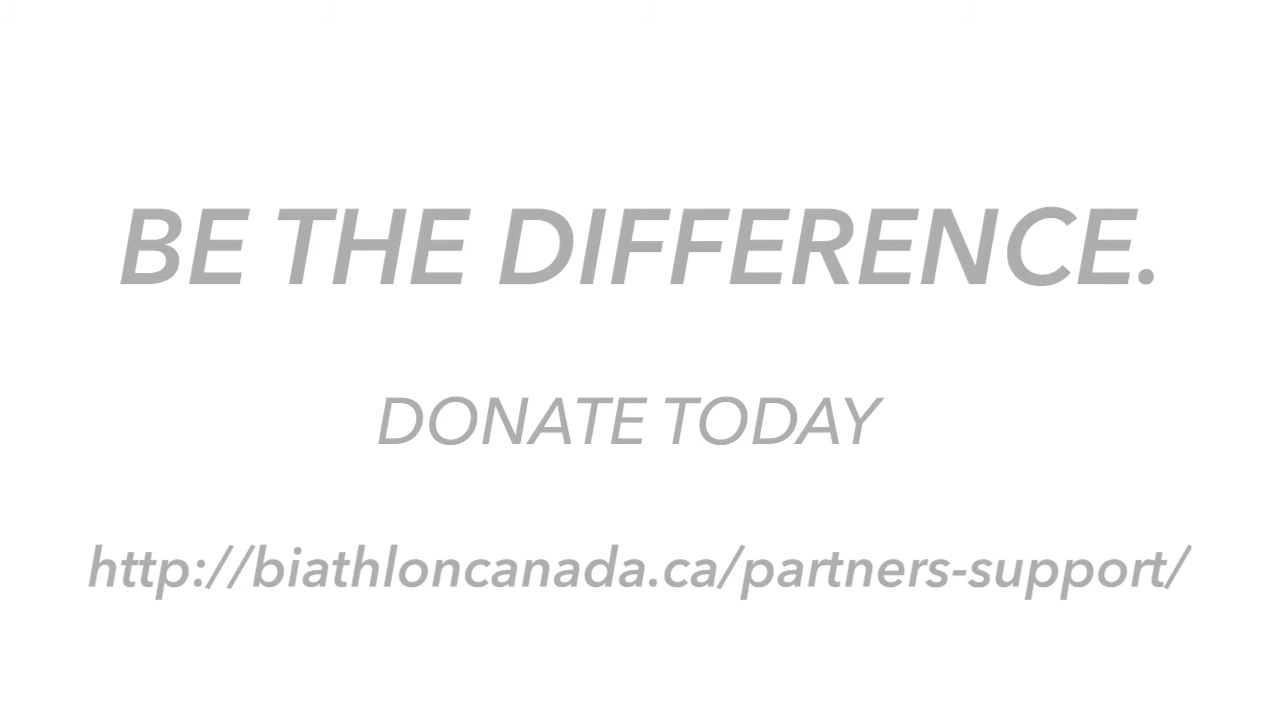 BE THE DIFFERENCE.
DONATE TODAY
http://biathloncanada.ca/partners-support/